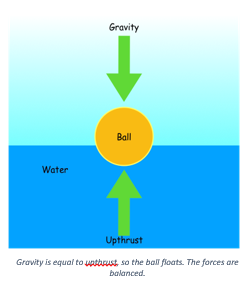 Gravity
Ball
Water
Upthrust
Gravity is equal to upthrust, so the ball floats. The forces are
balanced.